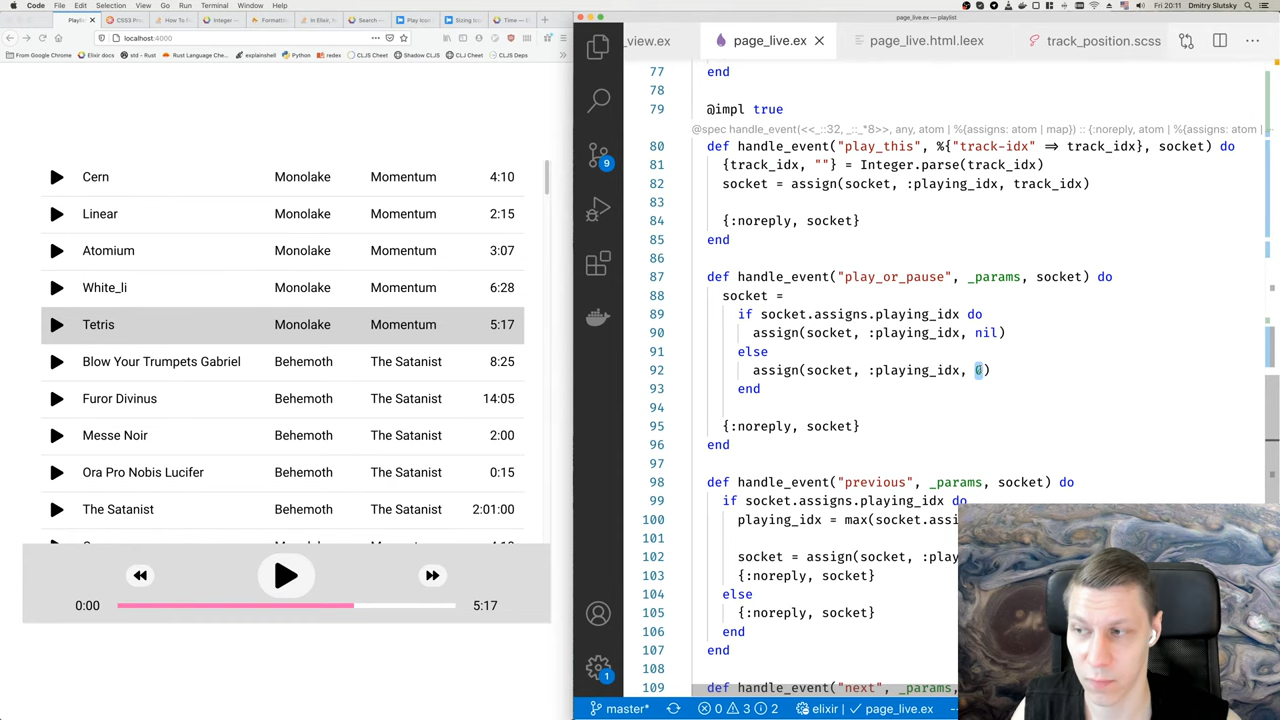 Code File Edit Selection View Go Run Terminal Window Help
Fri 20:11 Dmitry Slutsky
Playlis CSS3 Prop How To F Integer — Formattin In Elixir, Search — Play Icon Sizing Ico Time —
localhost:4000
From Google Chrome Elixir docs std - Rust Rust Language Che... explainshell Python redex CLJS Cheet Shadow CLJS CLJ Cheet CLJS Deps
Cern Monolake Momentum 4:10
Linear Monolake Momentum 2:15
Atomium Monolake Momentum 3:07
White_li Monolake Momentum 6:28
Tetris Monolake Momentum 5:17
Blow Your Trumpets Gabriel Behemoth The Satanist 8:25
Furor Divinus Behemoth The Satanist 14:05
Messe Noir Behemoth The Satanist 2:00
Ora Pro Nobis Lucifer Behemoth The Satanist 0:15
The Satanist Behemoth The Satanist 2:01:00
0:00 5:17
page_live.ex — playlist
_view.ex page_live.ex page_live.html.leex track_position.scss
77 end
78
79 @impl true
@spec handle_event(<<_::32, _::_*8>>, any, atom | %{assigns: atom | map}) :: {:noreply, atom | %{assigns: atom |
80 def handle_event("play_this", %{"track-idx" => track_idx}, socket) do
81 {track_idx, ""} = Integer.parse(track_idx)
82 socket = assign(socket, :playing_idx, track_idx)
83
84 {:noreply, socket}
85 end
86
87 def handle_event("play_or_pause", _params, socket) do
88 socket =
89 if socket.assigns.playing_idx do
90 assign(socket, :playing_idx, nil)
91 else
92 assign(socket, :playing_idx, 0)
93 end
94
95 {:noreply, socket}
96 end
97
98 def handle_event("previous", _params, socket) do
99 if socket.assigns.playing_idx do
100 playing_idx = max(socket.assi
101
102 socket = assign(socket, :play
103 {:noreply, socket}
104 else
105 {:noreply, socket}
106 end
107 end
108
109 def handle_event("next", _params,
9
1
master* 0 3 2 elixir page_live.ex